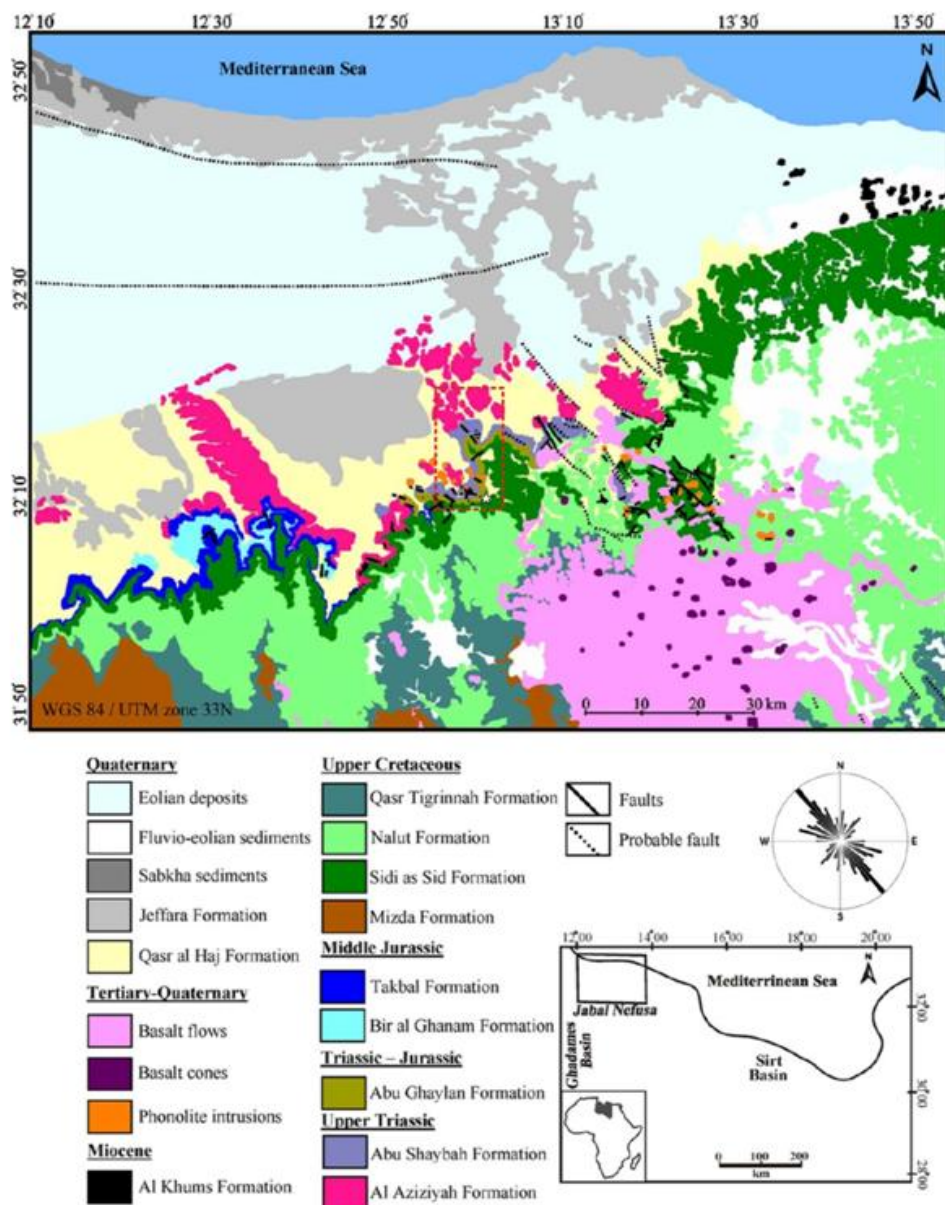 12°10' 12°30' 12°50' 13°10' 13°30' 13°50'
32°50'
Mediterranean Sea
N
32°30'
32°10'
31°50'
WGS 84 / UTM zone 33N
0 10 20 30 km
Quaternary
Eolian deposits
Fluvio-eolian sediments
Sabkha sediments
Jeffara Formation
Qasr al Haj Formation
Tertiary-Quaternary
Basalt flows
Basalt cones
Phonolite intrusions
Miocene
Al Khums Formation
Upper Cretaceous
Qasr Tigrinnah Formation
Nalut Formation
Sidi as Sid Formation
Mizda Formation
Middle Jurassic
Takbal Formation
Bir al Ghanam Formation
Triassic – Jurassic
Abu Ghaylan Formation
Upper Triassic
Abu Shaybah Formation
Al Aziziyah Formation
Faults
Probable fault
N
W E
S
12°00 14°00 16°00 18°00 20°00
N
Mediterrinean Sea
Jabal Nefusa
32°00
Ghadames
Basin
Sirt
Basin
30°00
0 100 200
km
28°00